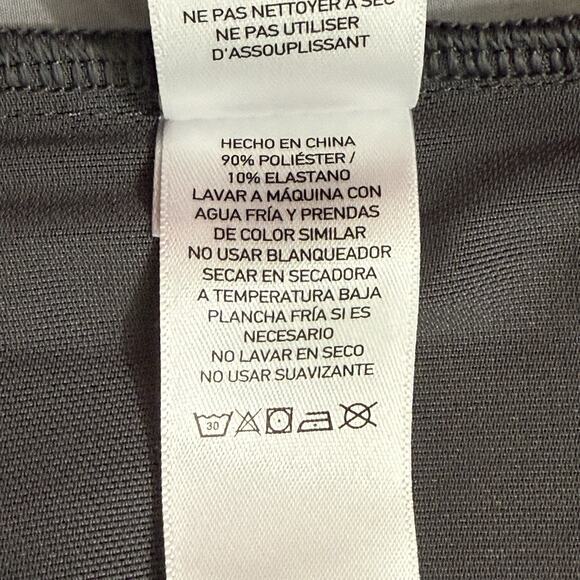 NE PAS NETTOYER À SEC
NE PAS UTILISER
D'ASSOUPLISSANT
HECHO EN CHINA
90% POLIÉSTER /
10% ELASTANO
LAVAR A MÁQUINA CON
AGUA FRÍA Y PRENDAS
DE COLOR SIMILAR
NO USAR BLANQUEADOR
SECAR EN SECADORA
A TEMPERATURA BAJA
PLANCHA FRÍA SI ES
NECESARIO
NO LAVAR EN SECO
NO USAR SUAVIZANTE
30